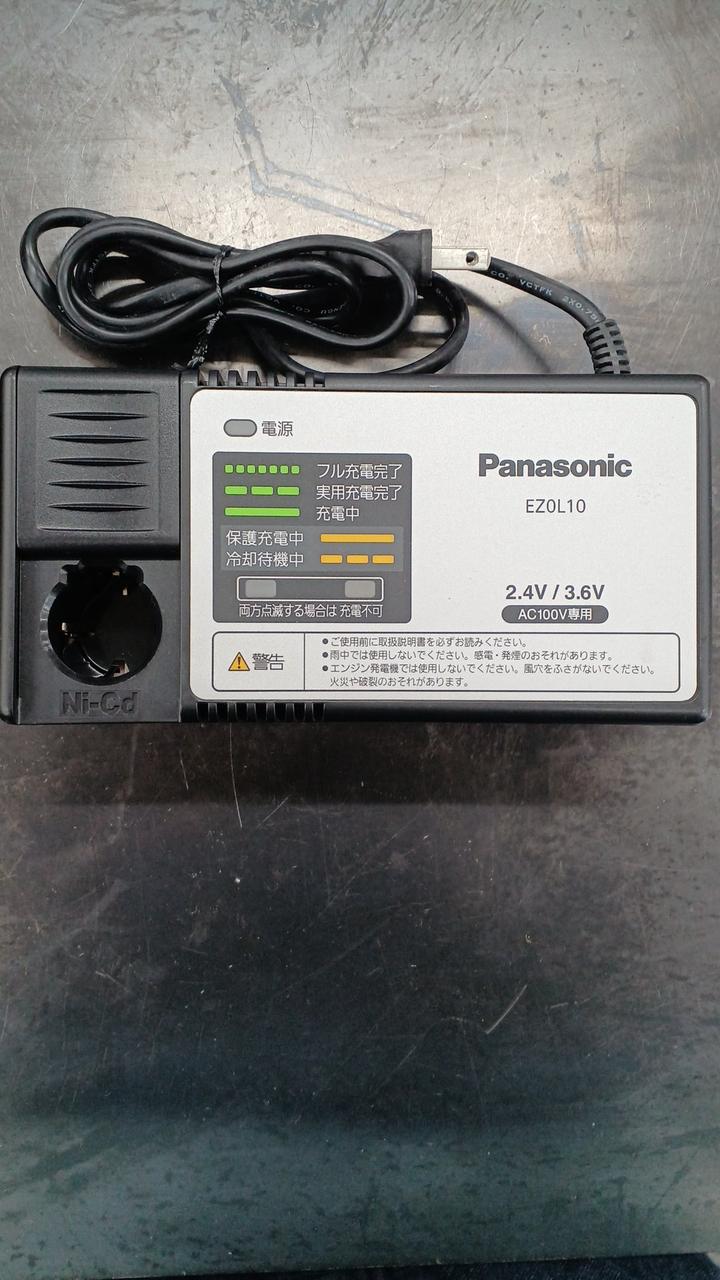 CO. VCTFK 2X0.75
電源
フル充電完了
実用充電完了
充電中
保護充電中
冷却待機中
両方点滅する場合は 充電不可
Panasonic
EZ0L10
2.4V / 3.6V
AC100V専用
警告
●ご使用前に取扱説明書を必ずお読みください。
●雨中では使用しないでください。感電・発煙のおそれがあります。
●エンジン発電機では使用しないでください。風穴をふさがないでください。
火災や破裂のおそれがあります。
Ni-Cd